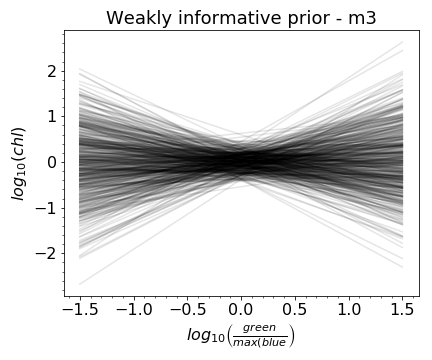 Weakly informative prior - m3
2
1
0
−1
−2
log₁₀(chl)
−1.5 −1.0 −0.5 0.0 0.5 1.0 1.5
log₁₀(green/max(blue)